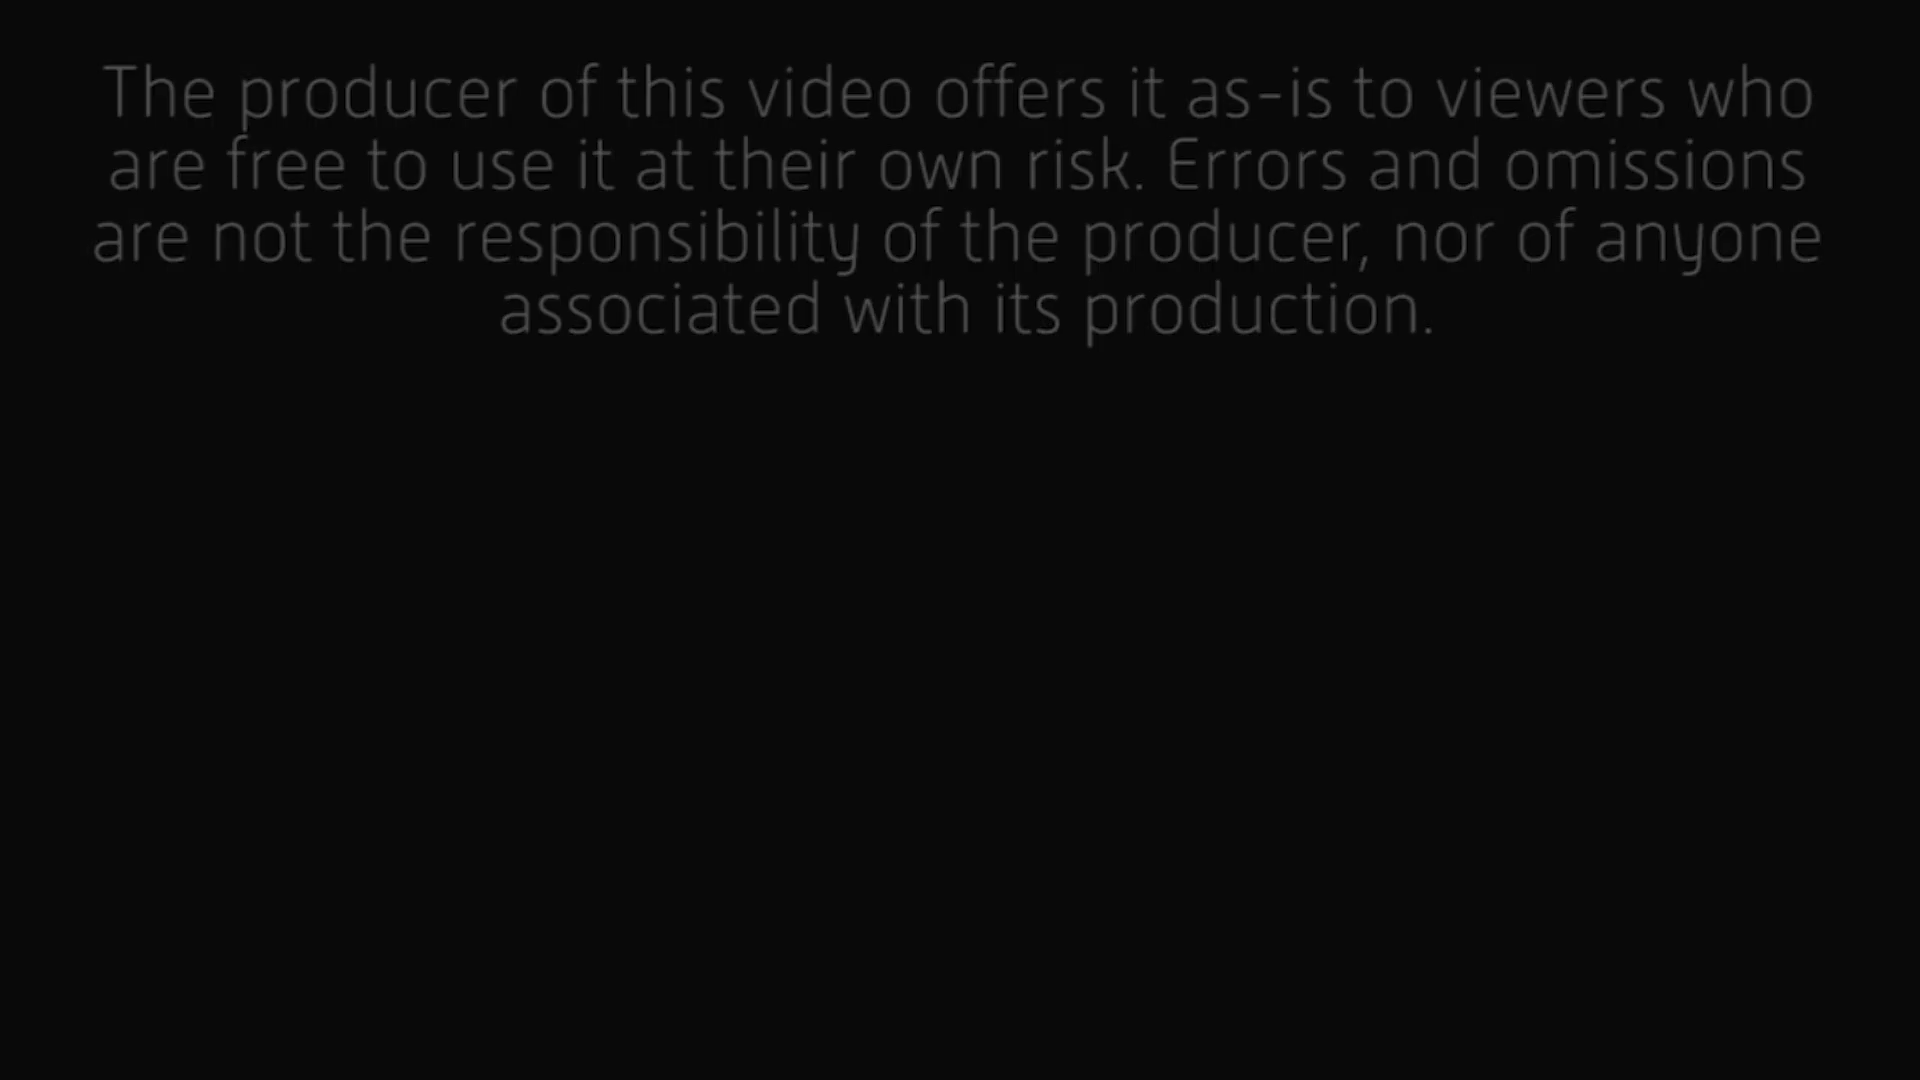 The producer of this video offers it as-is to viewers who
are free to use it at their own risk. Errors and omissions
are not the responsibility of the producer, nor of anyone
associated with its production.